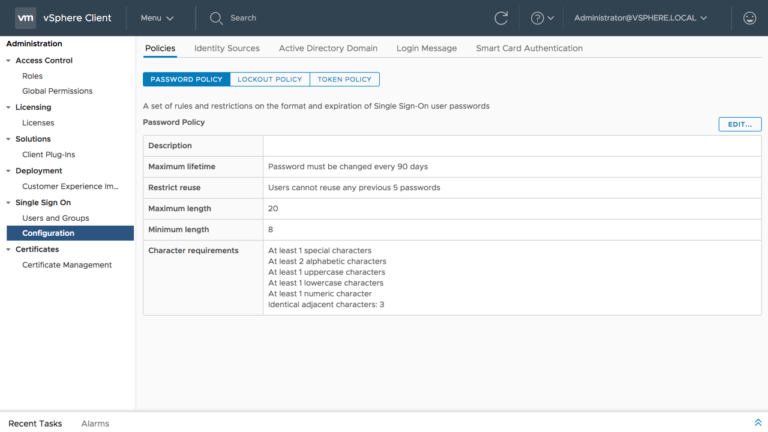 vm vSphere Client Menu Search Administrator@VSPHERE.LOCAL
Administration
Access Control
Roles
Global Permissions
Licensing
Licenses
Solutions
Client Plug-Ins
Deployment
Customer Experience Im...
Single Sign On
Users and Groups
Configuration
Certificates
Certificate Management
Policies Identity Sources Active Directory Domain Login Message Smart Card Authentication
PASSWORD POLICY LOCKOUT POLICY TOKEN POLICY
A set of rules and restrictions on the format and expiration of Single Sign-On user passwords
Password Policy
EDIT...
Description
Maximum lifetime Password must be changed every 90 days
Restrict reuse Users cannot reuse any previous 5 passwords
Maximum length 20
Minimum length 8
Character requirements At least 1 special characters
At least 2 alphabetic characters
At least 1 uppercase characters
At least 1 lowercase characters
At least 1 numeric character
Identical adjacent characters: 3
Recent Tasks Alarms